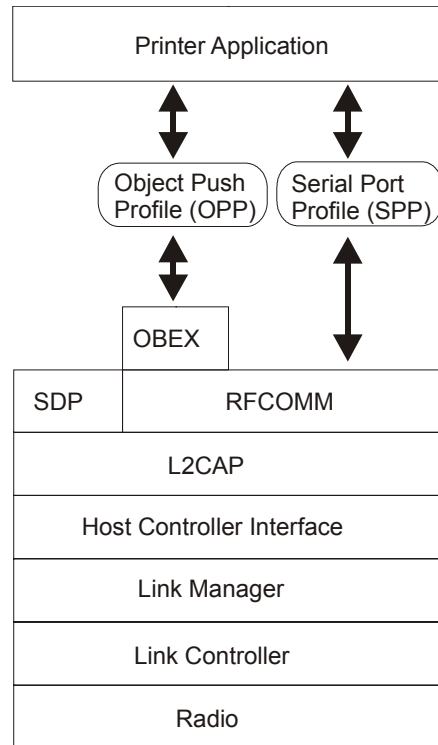 Printer Application
Object Push
Profile (OPP)
Serial Port
Profile (SPP)
OBEX
SDP
RFCOMM
L2CAP
Host Controller Interface
Link Manager
Link Controller
Radio